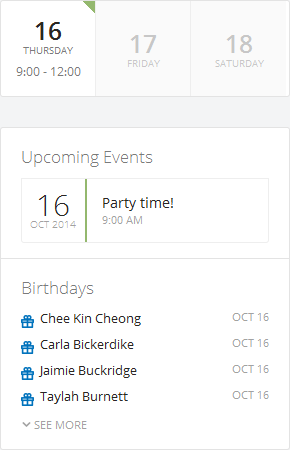 16
THURSDAY
9:00 - 12:00
17
FRIDAY
18
SATURDAY
Upcoming Events
16
OCT 2014
Party time!
9:00 AM
Birthdays
Chee Kin Cheong OCT 16
Carla Bickerdike OCT 16
Jaimie Buckridge OCT 16
Taylah Burnett OCT 16
SEE MORE